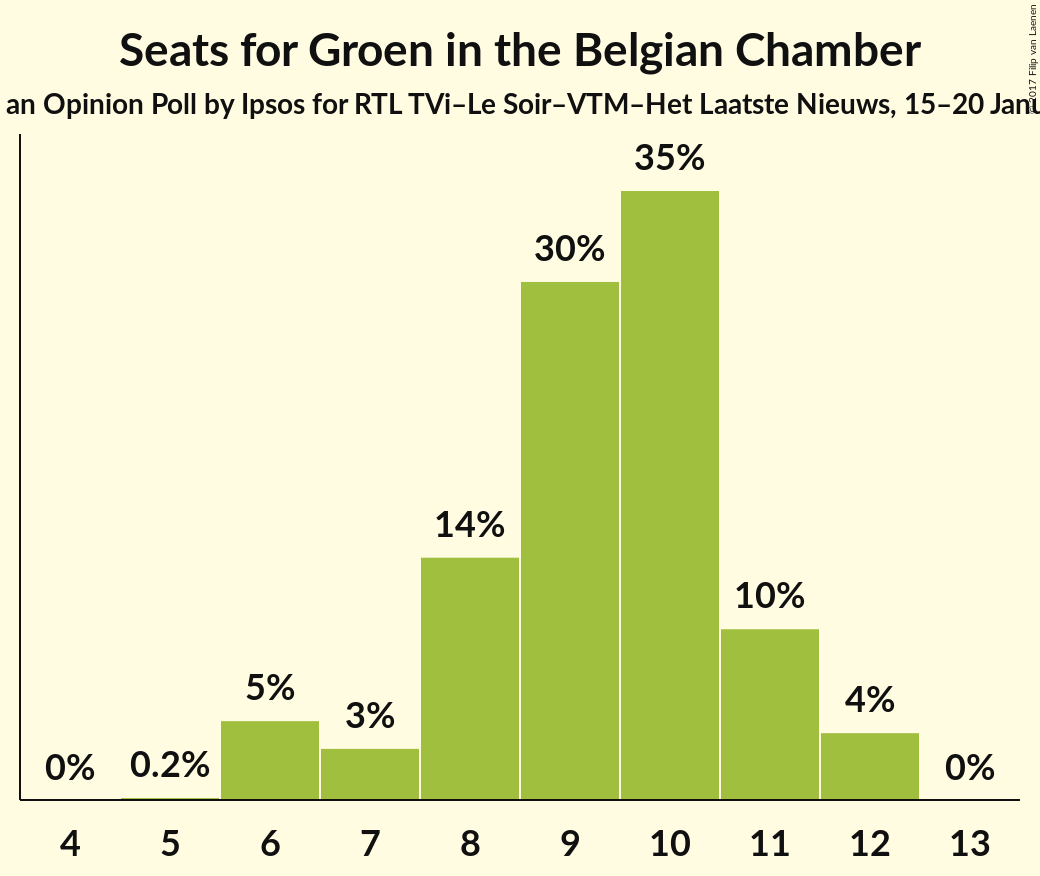 Seats for Groen in the Belgian Chamber
an Opinion Poll by Ipsos for RTL TVi–Le Soir–VTM–Het Laatste Nieuws, 15–20 Janu
© 2017 Filip van Laenen
35%
30%
14%
10%
5%
3%
4%
0%
0.2%
0%
4 5 6 7 8 9 10 11 12 13